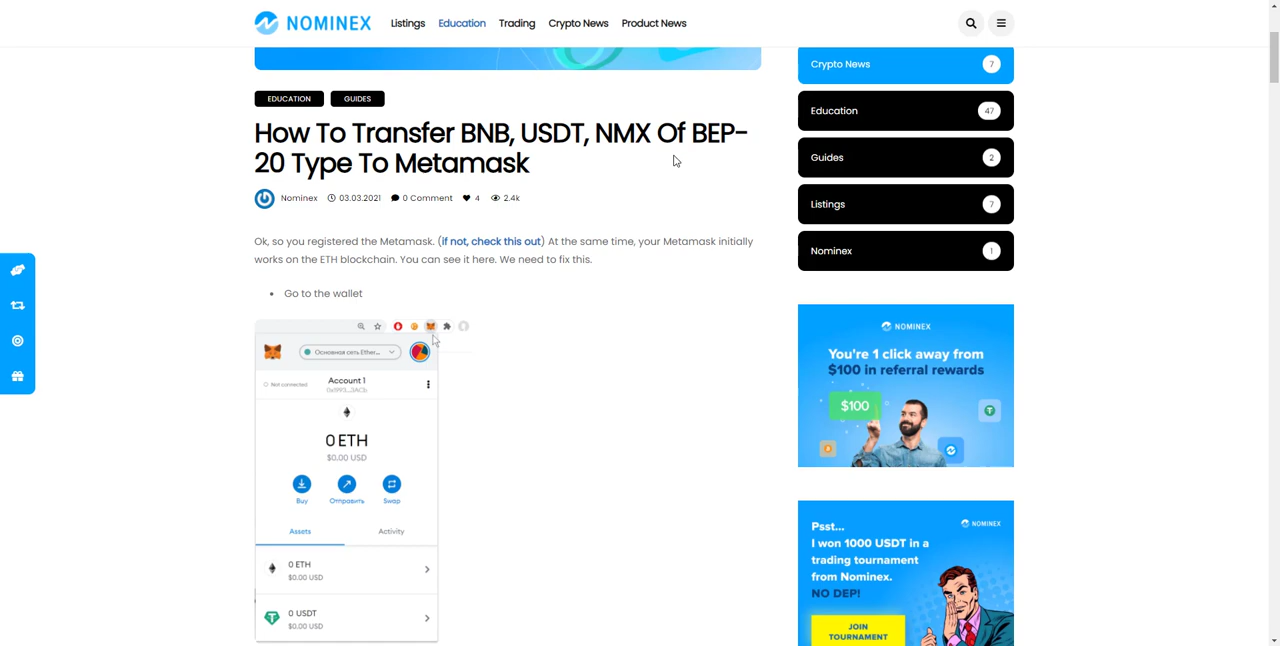 NOMINEX
Listings
Education
Trading
Crypto News
Product News
EDUCATION
GUIDES
How To Transfer BNB, USDT, NMX Of BEP-
20 Type To Metamask
Nominex
03.03.2021
0 Comment
4
2.4k
Ok, so you registered the Metamask. (if not, check this out) At the same time, your Metamask initially
works on the ETH blockchain. You can see it here. We need to fix this.
• Go to the wallet
Основная сеть Ether...
Not connected
Account 1
0 ETH
$0.00 USD
Buy
Отправить
Swap
Assets
Activity
0 ETH
$0.00 USD
0 USDT
$0.00 USD
Crypto News
7
Education
47
Guides
2
Listings
7
Nominex
1
NOMINEX
You're 1 click away from
$100 in referral rewards
$100
Psst...
NOMINEX
I won 1000 USDT in a
trading tournament
from Nominex.
NO DEP!
JOIN
TOURNAMENT